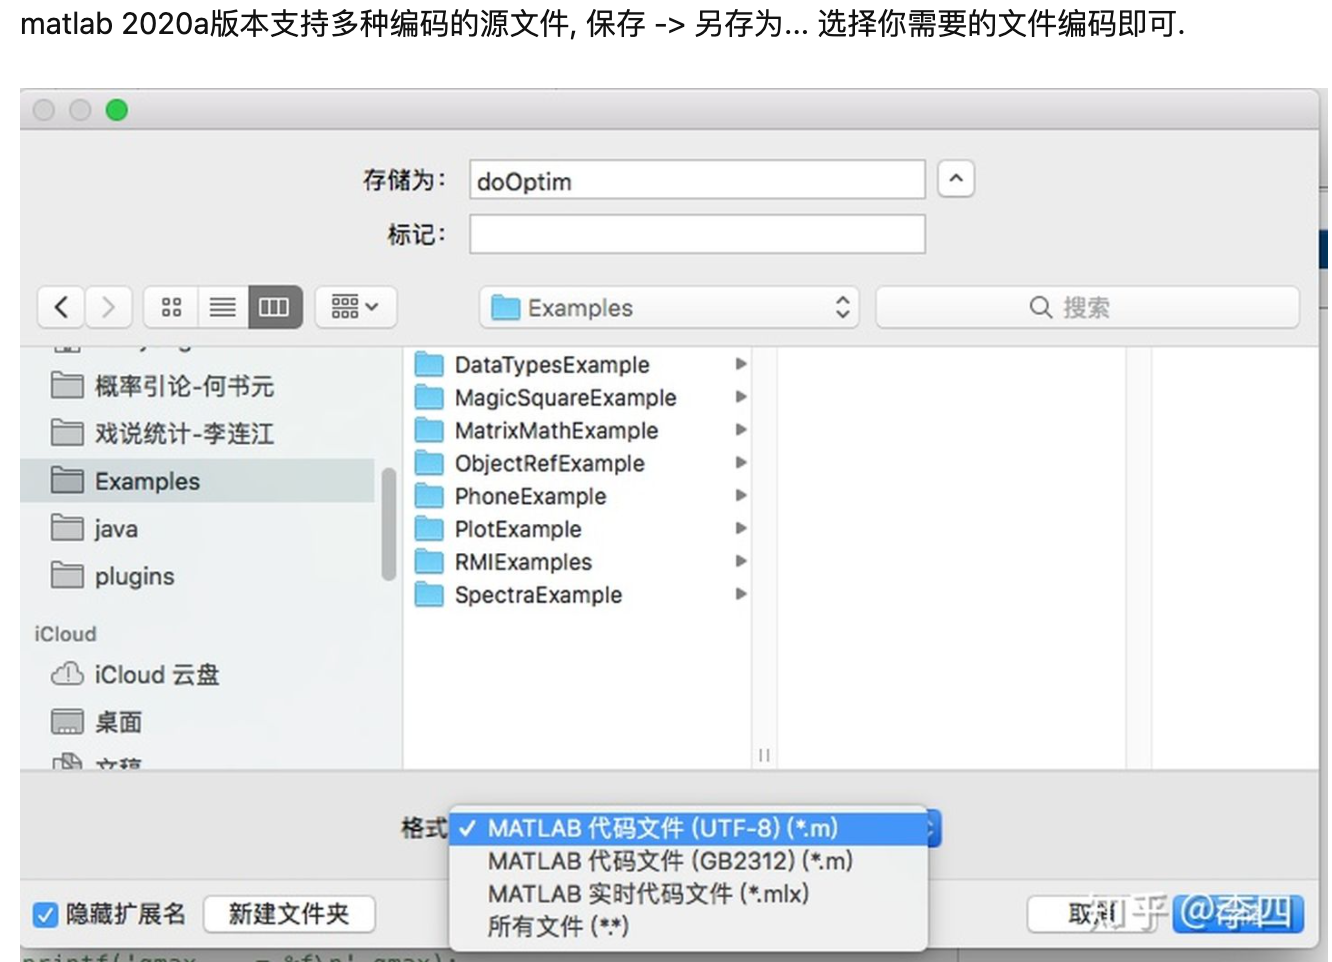 matlab 2020a版本支持多种编码的源文件, 保存 -> 另存为... 选择你需要的文件编码即可.
存储为：
doOptim
标记：
Examples
搜索
概率引论-何书元
戏说统计-李连江
Examples
java
plugins
iCloud
iCloud 云盘
桌面
文稿
DataTypesExample
MagicSquareExample
MatrixMathExample
ObjectRefExample
PhoneExample
PlotExample
RMIExamples
SpectraExample
格式
MATLAB 代码文件 (UTF-8) (*.m)
MATLAB 代码文件 (GB2312) (*.m)
MATLAB 实时代码文件 (*.mlx)
所有文件 (*.*)
隐藏扩展名
新建文件夹
取消
知乎 @李四